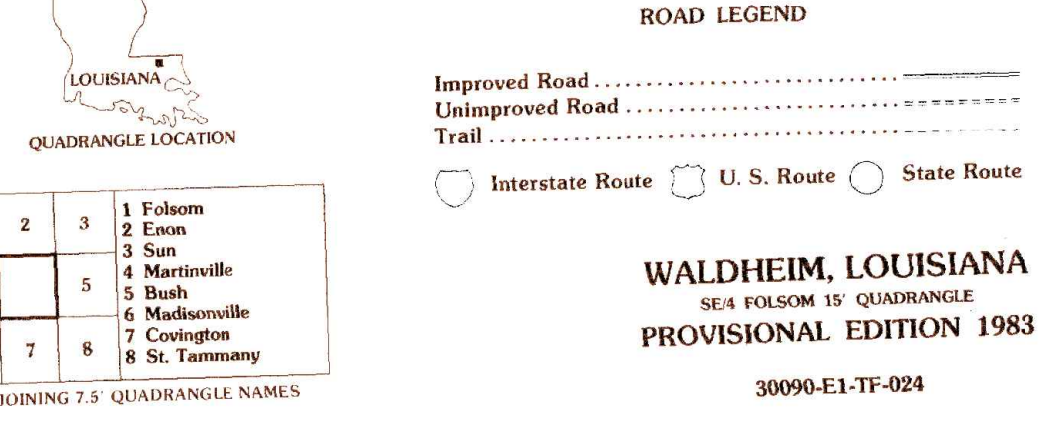 LOUISIANA
QUADRANGLE LOCATION
2 3
5
7 8
1 Folsom
2 Enon
3 Sun
4 Martinville
5 Bush
6 Madisonville
7 Covington
8 St. Tammany
JOINING 7.5' QUADRANGLE NAMES
ROAD LEGEND
Improved Road
Unimproved Road
Trail
Interstate Route U. S. Route State Route
WALDHEIM, LOUISIANA
SE/4 FOLSOM 15' QUADRANGLE
PROVISIONAL EDITION 1983
30090-E1-TF-024